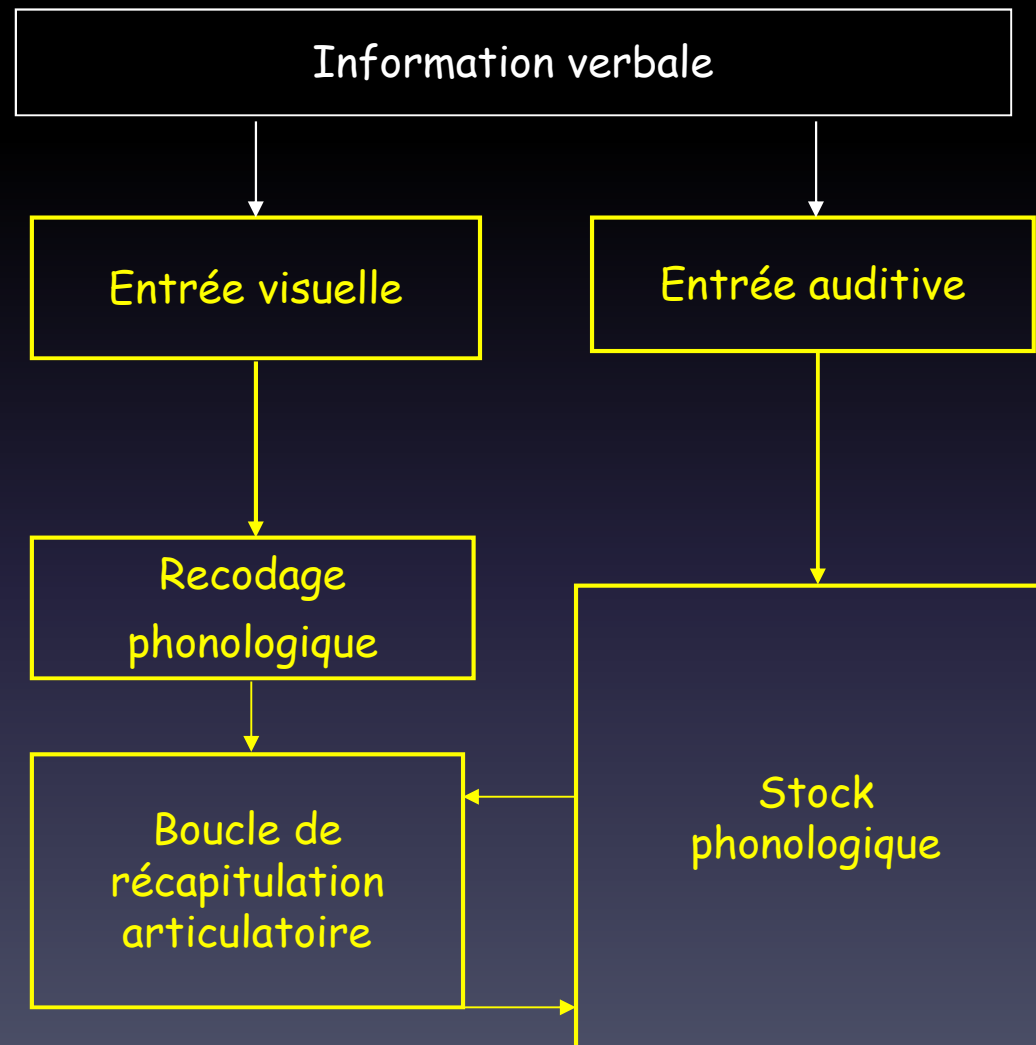 Information verbale
Entrée visuelle
Entrée auditive
Recodage
phonologique
Boucle de
récapitulation
articulatoire
Stock
phonologique